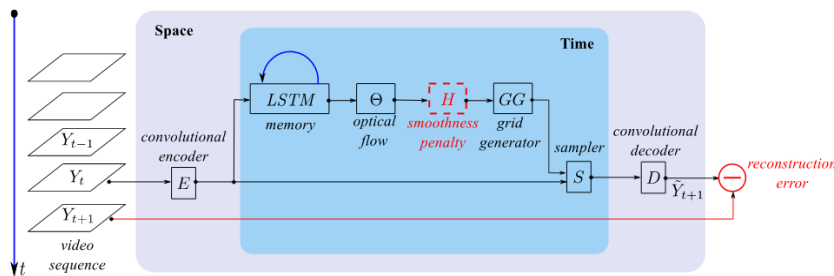 Space
Time
LSTM
memory
Θ
optical
flow
H
smoothness
penalty
GG
grid
generator
Y_{t-1}
convolutional
encoder
sampler
convolutional
decoder
Y_t
E
S
D
Ỹ_{t+1}
reconstruction
error
Y_{t+1}
video
sequence
t